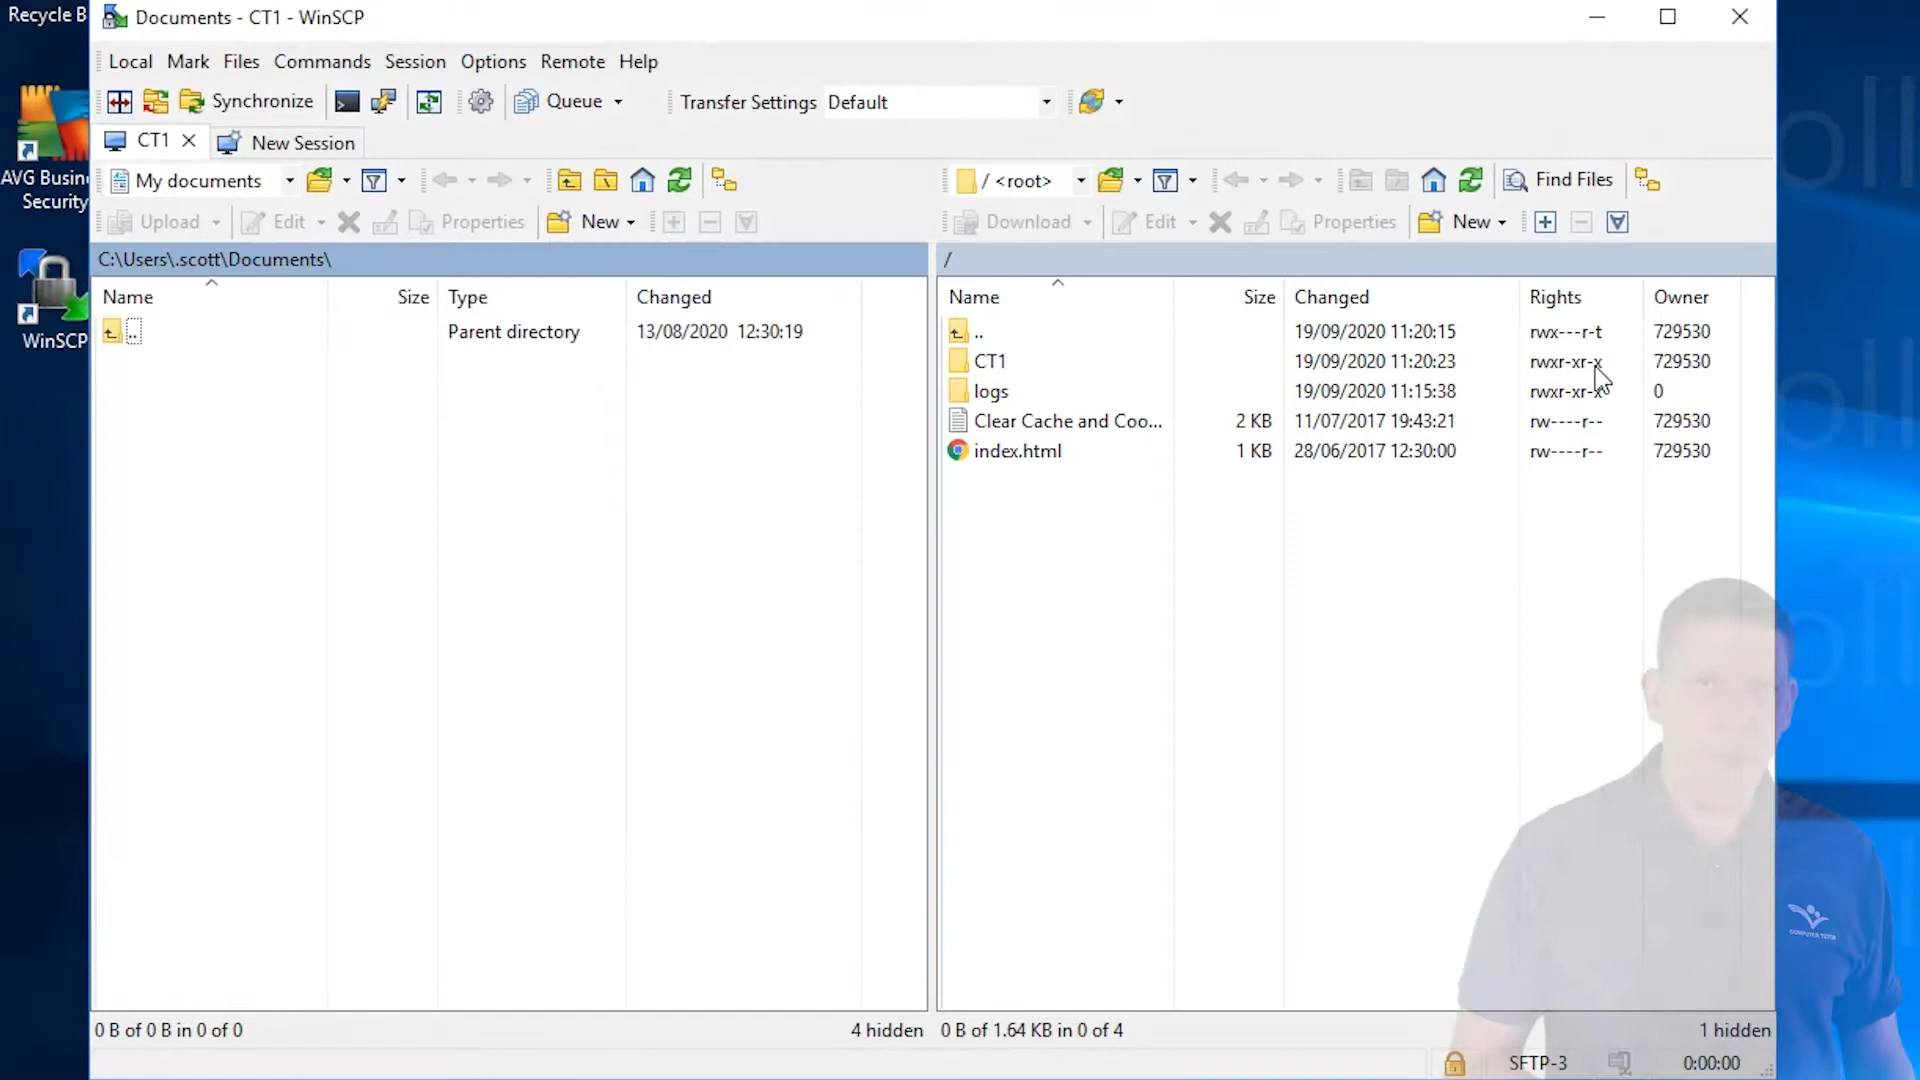 Recycle B
Documents - CT1 - WinSCP
Local Mark Files Commands Session Options Remote Help
Synchronize Queue Transfer Settings Default
CT1 New Session
My documents
/ <root> Find Files
Upload Edit Properties New
Download Edit Properties New
C:\Users\.scott\Documents\
/
Name Size Type Changed
.. Parent directory 13/08/2020 12:30:19
Name Size Changed Rights Owner
.. 19/09/2020 11:20:15 rwx---r-t 729530
CT1 19/09/2020 11:20:23 rwxr-xr-x 729530
logs 19/09/2020 11:15:38 rwxr-xr-x 0
Clear Cache and Coo... 2 KB 11/07/2017 19:43:21 rw----r-- 729530
index.html 1 KB 28/06/2017 12:30:00 rw----r-- 729530
0 B of 0 B in 0 of 0 4 hidden
0 B of 1.64 KB in 0 of 4 1 hidden
SFTP-3 0:00:00
AVG Busin
Security
WinSCP
COMPUTER TUTOR